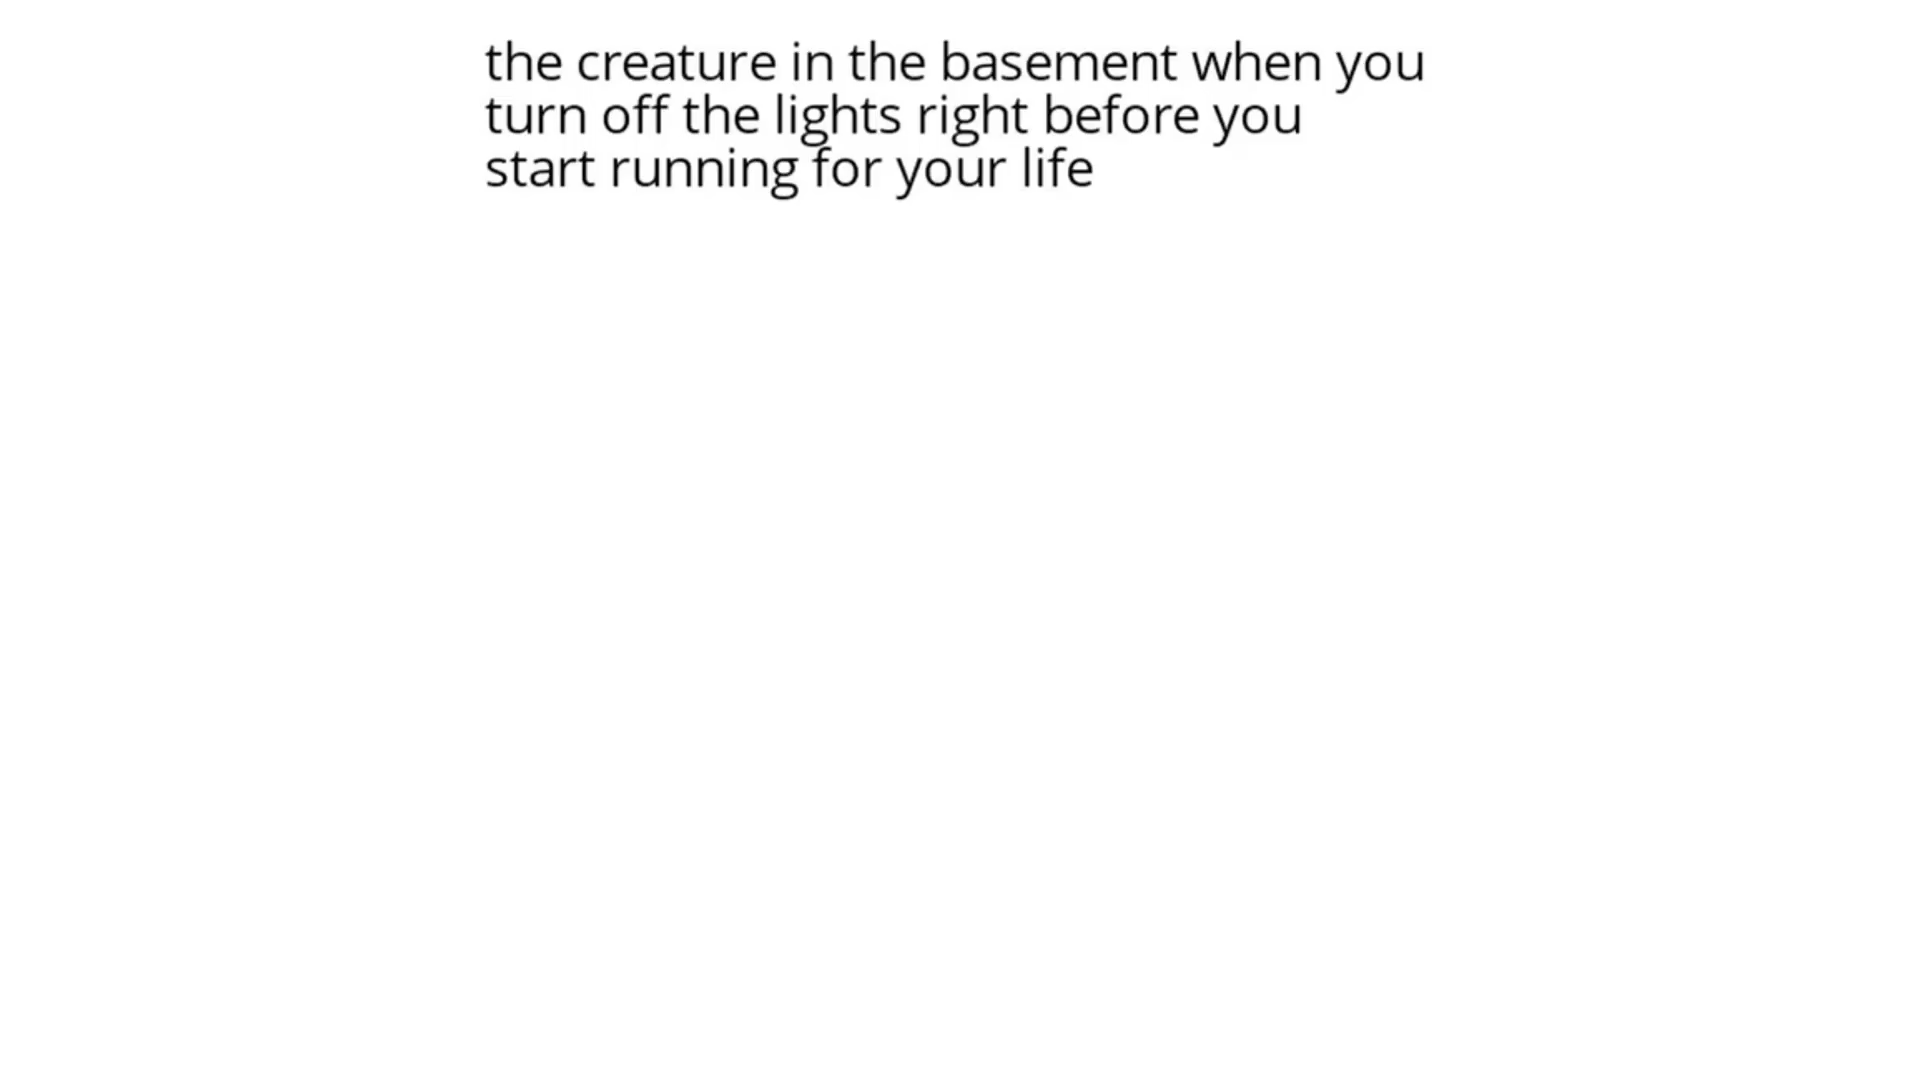 the creature in the basement when you
turn off the lights right before you
start running for your life